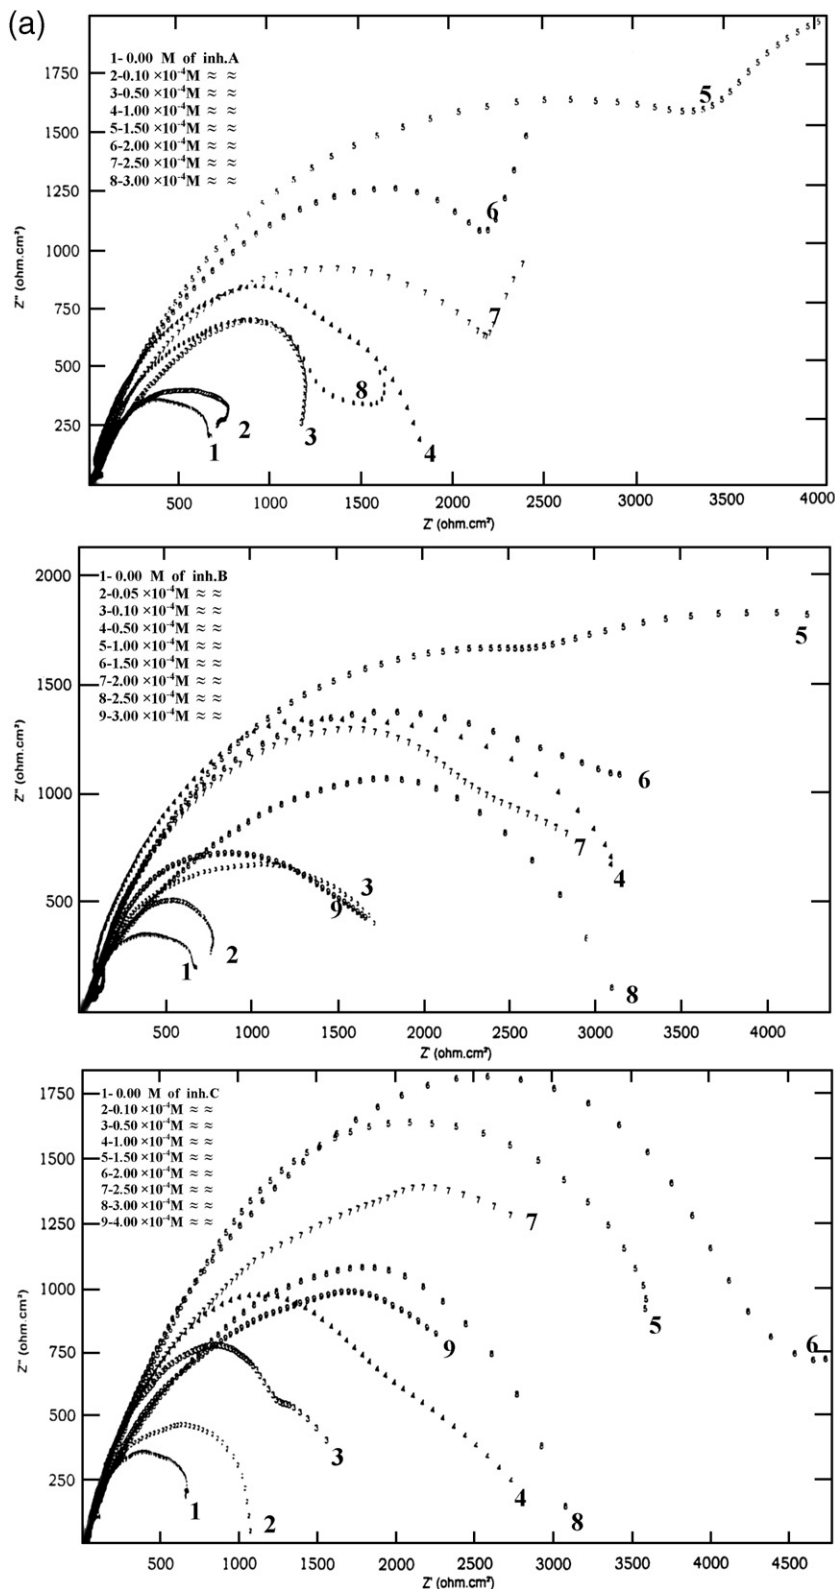 (a)
1- 0.00 M of inh.A
2-0.10 ×10⁻⁴M ≈ ≈
3-0.50 ×10⁻⁴M ≈ ≈
4-1.00 ×10⁻⁴M ≈ ≈
5-1.50 ×10⁻⁴M ≈ ≈
6-2.00 ×10⁻⁴M ≈ ≈
7-2.50 ×10⁻⁴M ≈ ≈
8-3.00 ×10⁻⁴M ≈ ≈
1750
1500
1250
1000
750
500
250
Z'' (ohm.cm²)
5
6
7
8
1
2
3
4
500 1000 1500 2000 2500 3000 3500 4000
Z' (ohm.cm²)
1- 0.00 M of inh.B
2-0.05 ×10⁻⁴M ≈ ≈
3-0.10 ×10⁻⁴M ≈ ≈
4-0.50 ×10⁻⁴M ≈ ≈
5-1.00 ×10⁻⁴M ≈ ≈
6-1.50 ×10⁻⁴M ≈ ≈
7-2.00 ×10⁻⁴M ≈ ≈
8-2.50 ×10⁻⁴M ≈ ≈
9-3.00 ×10⁻⁴M ≈ ≈
2000
1500
1000
500
Z'' (ohm.cm²)
5
6
7
4
3
9
2
1
8
500 1000 1500 2000 2500 3000 3500 4000
Z' (ohm.cm²)
1- 0.00 M of inh.C
2-0.10 ×10⁻⁴M ≈ ≈
3-0.50 ×10⁻⁴M ≈ ≈
4-1.00 ×10⁻⁴M ≈ ≈
5-1.50 ×10⁻⁴M ≈ ≈
6-2.00 ×10⁻⁴M ≈ ≈
7-2.50 ×10⁻⁴M ≈ ≈
8-3.00 ×10⁻⁴M ≈ ≈
9-4.00 ×10⁻⁴M ≈ ≈
1750
1500
1250
1000
750
500
250
Z'' (ohm.cm²)
7
5
6
9
3
4
1
2
8
500 1000 1500 2000 2500 3000 3500 4000 4500
Z' (ohm.cm²)